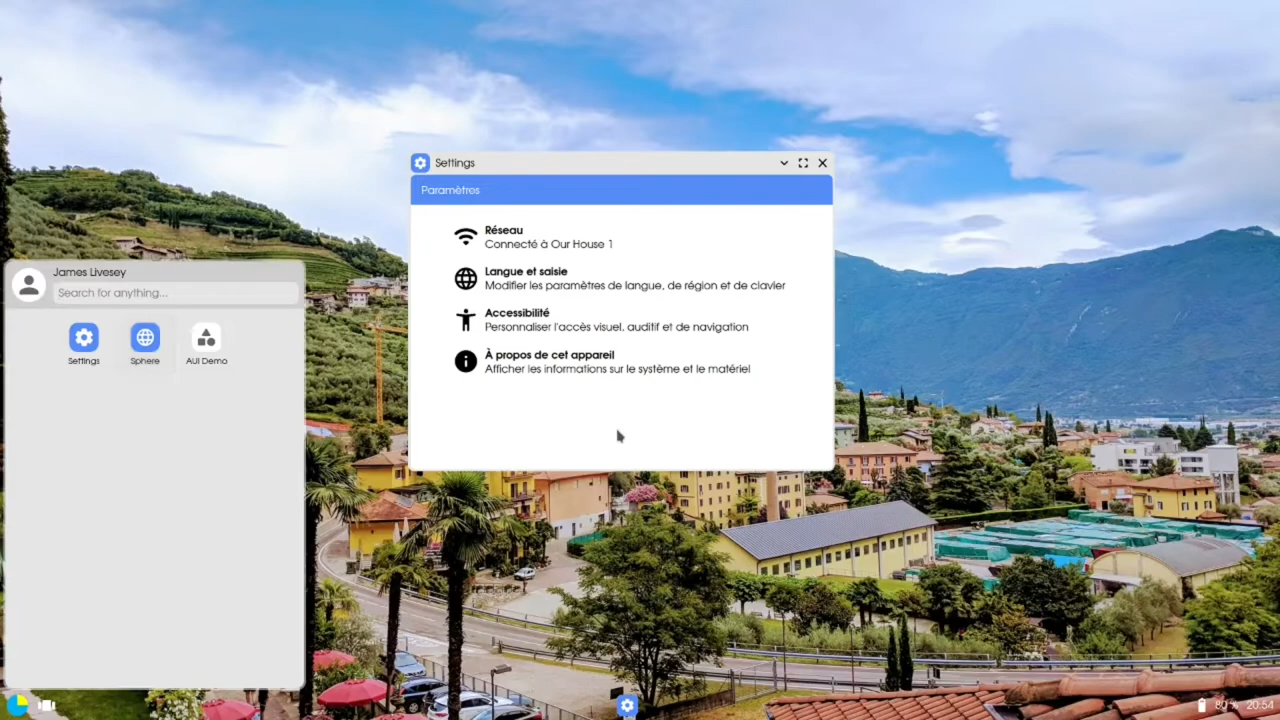 Settings
Paramètres
Réseau
Connecté à Our House 1
Langue et saisie
Modifier les paramètres de langue, de région et de clavier
Accessibilité
Personnaliser l'accès visuel, auditif et de navigation
À propos de cet appareil
Afficher les informations sur le système et le matériel
James Livesey
Search for anything...
Settings
Sphere
AUI Demo
80% 20:54